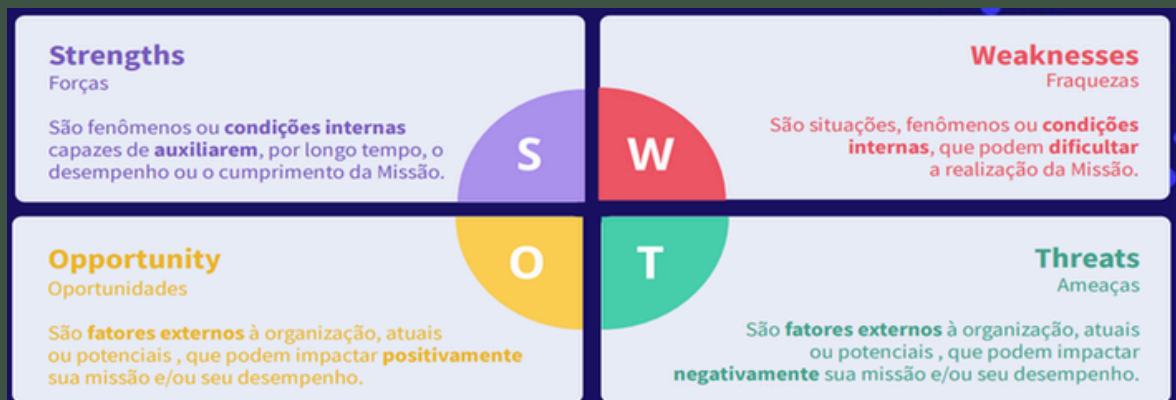 Strengths
Forças
São fenômenos ou condições internas
capazes de auxiliarem, por longo tempo, o
desempenho ou o cumprimento da Missão.
S
W
Weaknesses
Fraquezas
São situações, fenômenos ou condições
internas, que podem dificultar
a realização da Missão.
Opportunity
Oportunidades
São fatores externos à organização, atuais
ou potenciais , que podem impactar positivamente
sua missão e/ou seu desempenho.
O
T
Threats
Ameaças
São fatores externos à organização, atuais
ou potenciais , que podem impactar
negativamente sua missão e/ou seu desempenho.